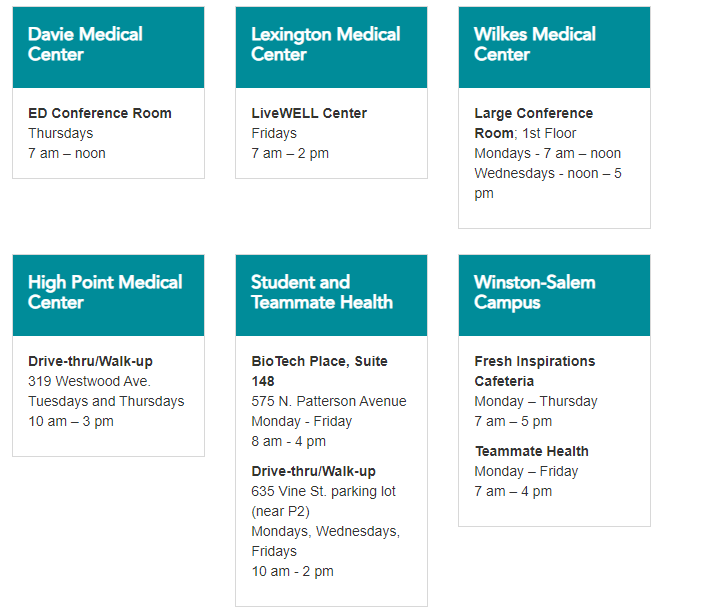 Davie Medical
Center
ED Conference Room
Thursdays
7 am – noon
Lexington Medical
Center
LiveWELL Center
Fridays
7 am – 2 pm
Wilkes Medical
Center
Large Conference
Room; 1st Floor
Mondays - 7 am – noon
Wednesdays - noon – 5
pm
High Point Medical
Center
Drive-thru/Walk-up
319 Westwood Ave.
Tuesdays and Thursdays
10 am – 3 pm
Student and
Teammate Health
BioTech Place, Suite
148
575 N. Patterson Avenue
Monday - Friday
8 am - 4 pm
Drive-thru/Walk-up
635 Vine St. parking lot
(near P2)
Mondays, Wednesdays,
Fridays
10 am - 2 pm
Winston-Salem
Campus
Fresh Inspirations
Cafeteria
Monday – Thursday
7 am – 5 pm
Teammate Health
Monday – Friday
7 am – 4 pm